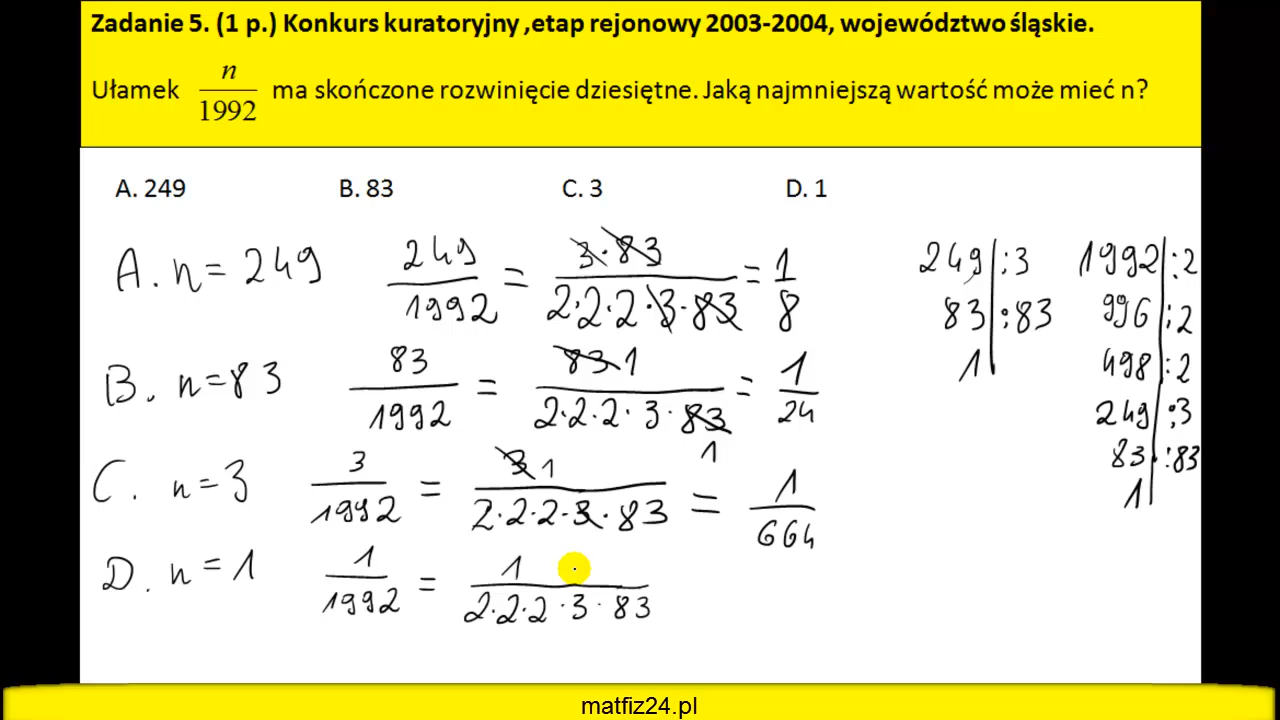 Zadanie 5. (1 p.) Konkurs kuratoryjny ,etap rejonowy 2003-2004, województwo śląskie.
Ułamek n/1992 ma skończone rozwinięcie dziesiętne. Jaką najmniejszą wartość może mieć n?
A. 249 B. 83 C. 3 D. 1
A. n = 249 249/1992 = 3·83/2·2·2·3·83 = 1/8
B. n=83 83/1992 = 83 1/2·2·2·3·83 1 = 1/24
C. n=3 3/1992 = 3 1/2·2·2·3·83 = 1/664
D. n = 1 1/1992 = 1/2·2·2·3·83
249 :3
83 :83
1
1992 :2
996 :2
498 :2
249 :3
83 :83
1
matfiz24.pl